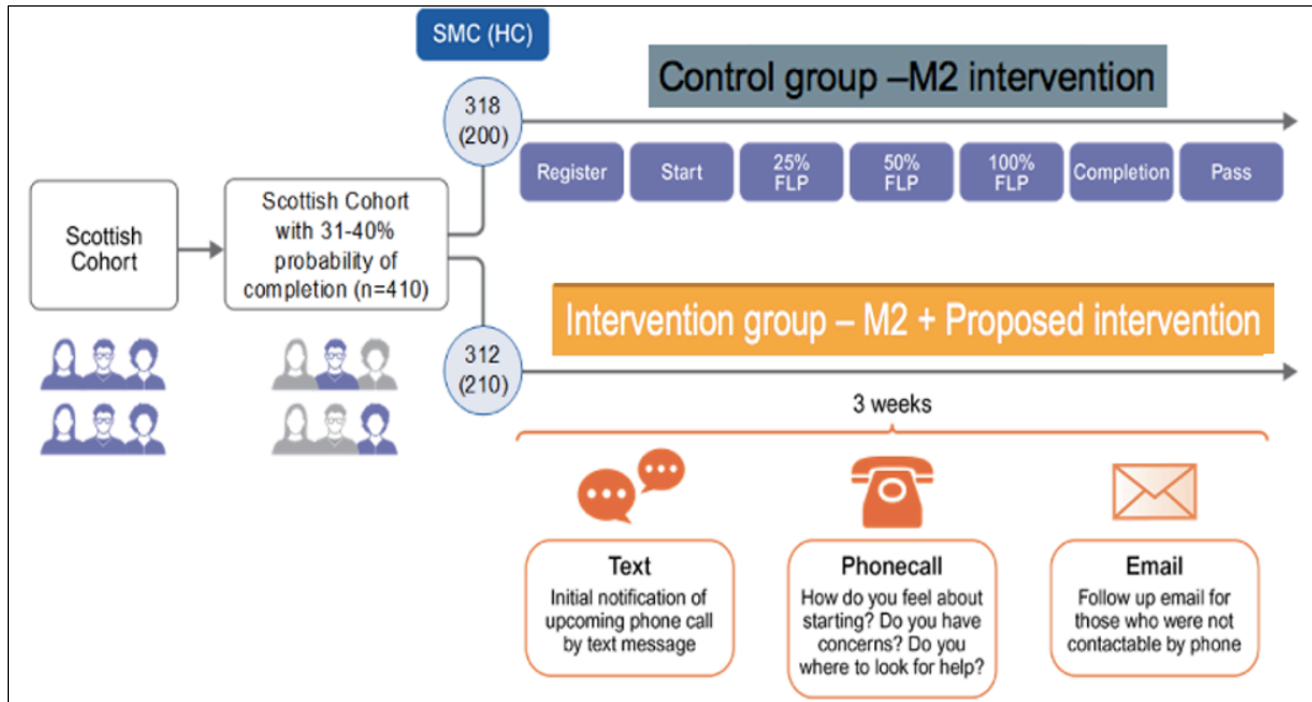 SMC (HC)
Control group –M2 intervention
318
(200)
Register
Start
25%
FLP
50%
FLP
100%
FLP
Completion
Pass
Scottish
Cohort
Scottish Cohort
with 31-40%
probability of
completion (n=410)
Intervention group – M2 + Proposed intervention
312
(210)
3 weeks
Text
Initial notification of
upcoming phone call
by text message
Phonecall
How do you feel about
starting? Do you have
concerns? Do you
where to look for help?
Email
Follow up email for
those who were not
contactable by phone